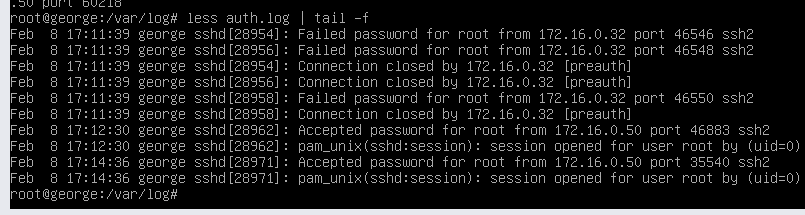 .50 port 60218
root@george:/var/log# less auth.log | tail -f
Feb  8 17:11:39 george sshd[28954]: Failed password for root from 172.16.0.32 port 46546 ssh2
Feb  8 17:11:39 george sshd[28956]: Failed password for root from 172.16.0.32 port 46548 ssh2
Feb  8 17:11:39 george sshd[28954]: Connection closed by 172.16.0.32 [preauth]
Feb  8 17:11:39 george sshd[28956]: Connection closed by 172.16.0.32 [preauth]
Feb  8 17:11:39 george sshd[28958]: Failed password for root from 172.16.0.32 port 46550 ssh2
Feb  8 17:11:39 george sshd[28958]: Connection closed by 172.16.0.32 [preauth]
Feb  8 17:12:30 george sshd[28962]: Accepted password for root from 172.16.0.50 port 46883 ssh2
Feb  8 17:12:30 george sshd[28962]: pam_unix(sshd:session): session opened for user root by (uid=0)
Feb  8 17:14:36 george sshd[28971]: Accepted password for root from 172.16.0.50 port 35540 ssh2
Feb  8 17:14:36 george sshd[28971]: pam_unix(sshd:session): session opened for user root by (uid=0)
root@george:/var/log#